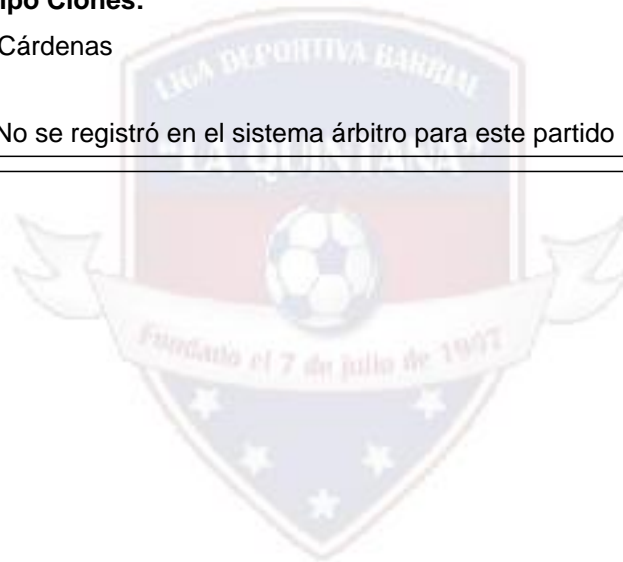 ipo Clones:
Cárdenas
No se registró en el sistema árbitro para este partido
LIGA DEPORTIVA BARRIAL
"LA QUINTANA"
Fundado el 7 de julio de